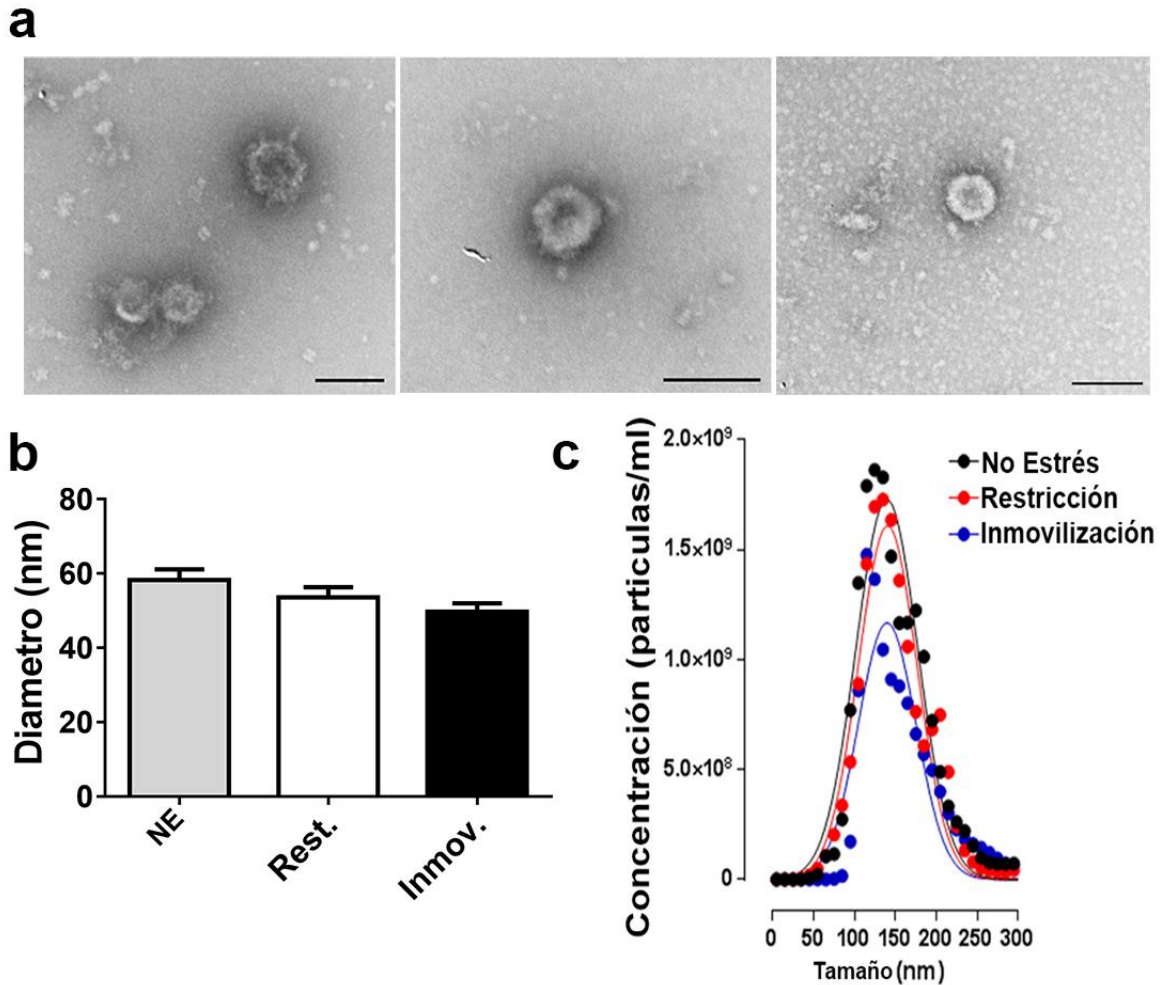 a
b
Diametro (nm)
80
60
40
20
0
NE
Rest.
Inmov.
c
Concentración (particulas/ml)
2.0×10⁹
1.5×10⁹
1.0×10⁹
5.0×10⁸
0
No Estrés
Restricción
Inmovilización
0 50 100 150 200 250 300
Tamaño (nm)